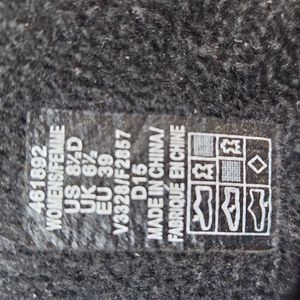 461892
WOMENS/FEMME
US 8½D
UK 6½
EU 39
V3328/F2857
D15
MADE IN CHINA/
FABRIQUE EN CHINE